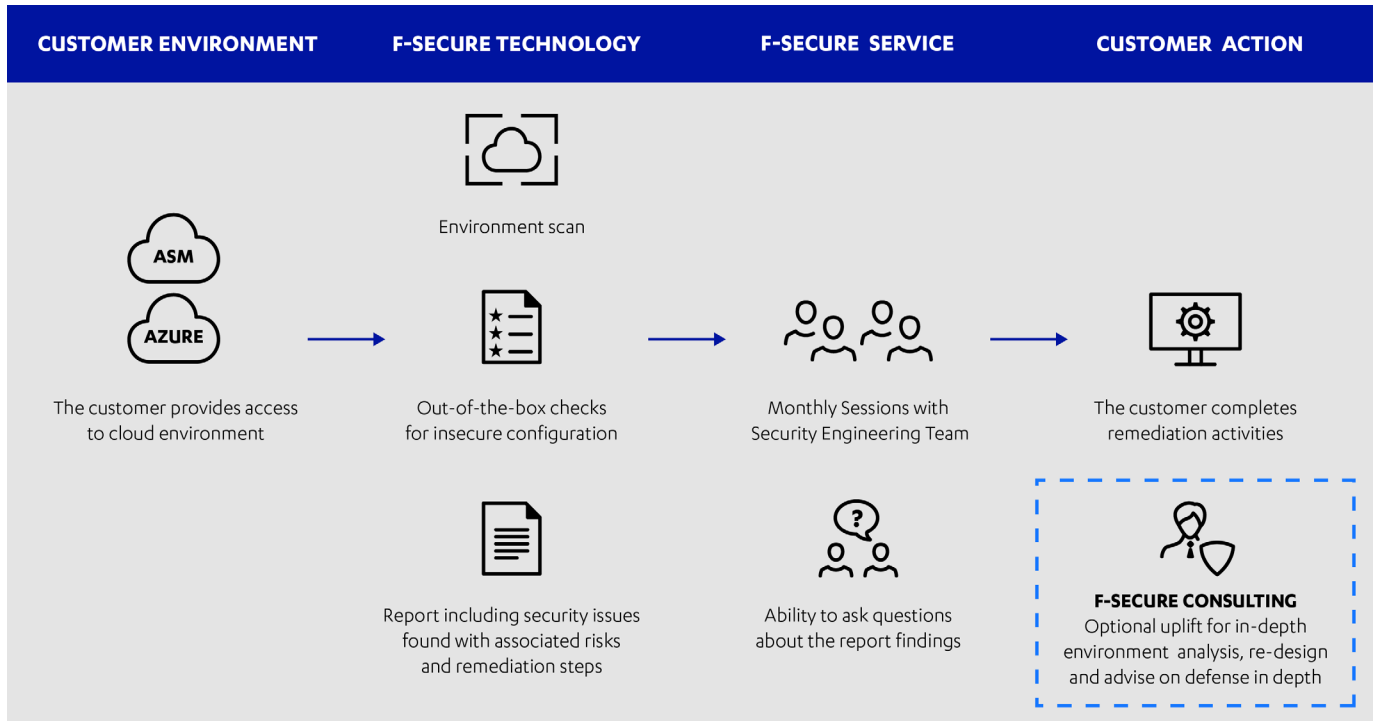 CUSTOMER ENVIRONMENT
F-SECURE TECHNOLOGY
F-SECURE SERVICE
CUSTOMER ACTION
ASM
AZURE
The customer provides access
to cloud environment
Environment scan
Out-of-the-box checks
for insecure configuration
Report including security issues
found with associated risks
and remediation steps
Monthly Sessions with
Security Engineering Team
?
Ability to ask questions
about the report findings
The customer completes
remediation activities
F-SECURE CONSULTING
Optional uplift for in-depth
environment analysis, re-design
and advise on defense in depth